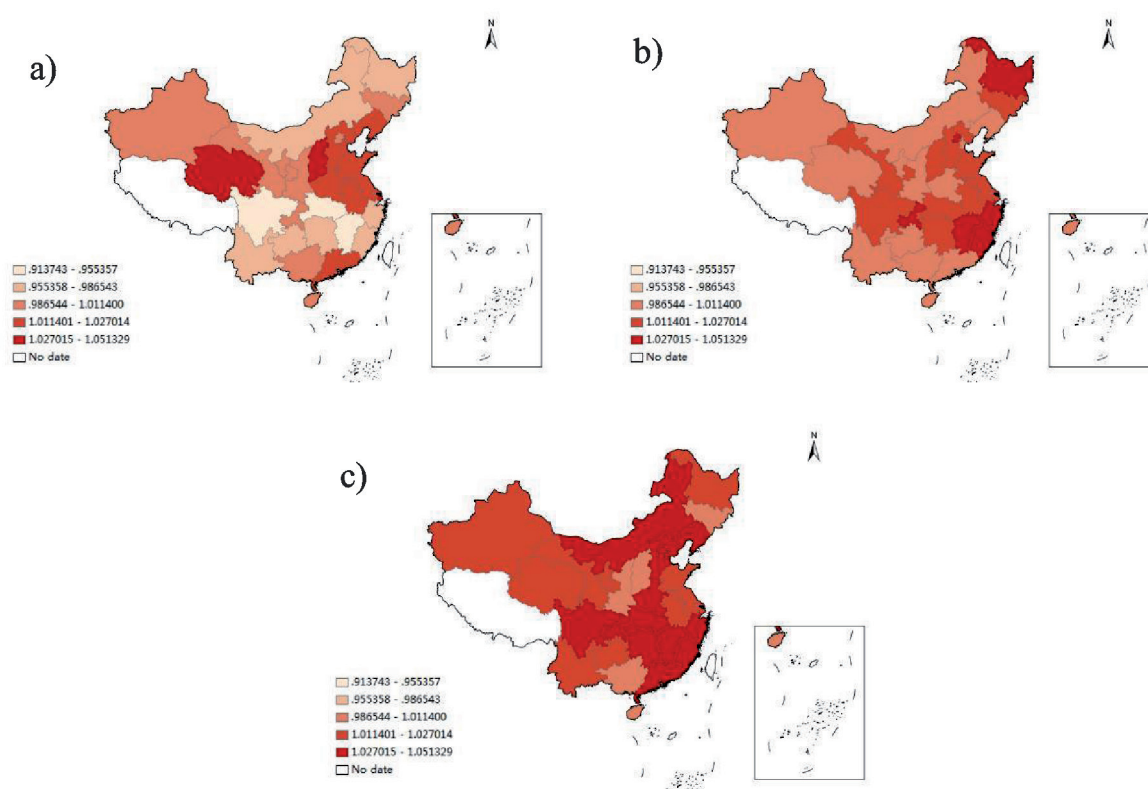 a)
N
.913743 - .955357
.955358 - .986543
.986544 - 1.011400
1.011401 - 1.027014
1.027015 - 1.051329
No date
b)
N
.913743 - .955357
.955358 - .986543
.986544 - 1.011400
1.011401 - 1.027014
1.027015 - 1.051329
No date
c)
N
.913743 - .955357
.955358 - .986543
.986544 - 1.011400
1.011401 - 1.027014
1.027015 - 1.051329
No date